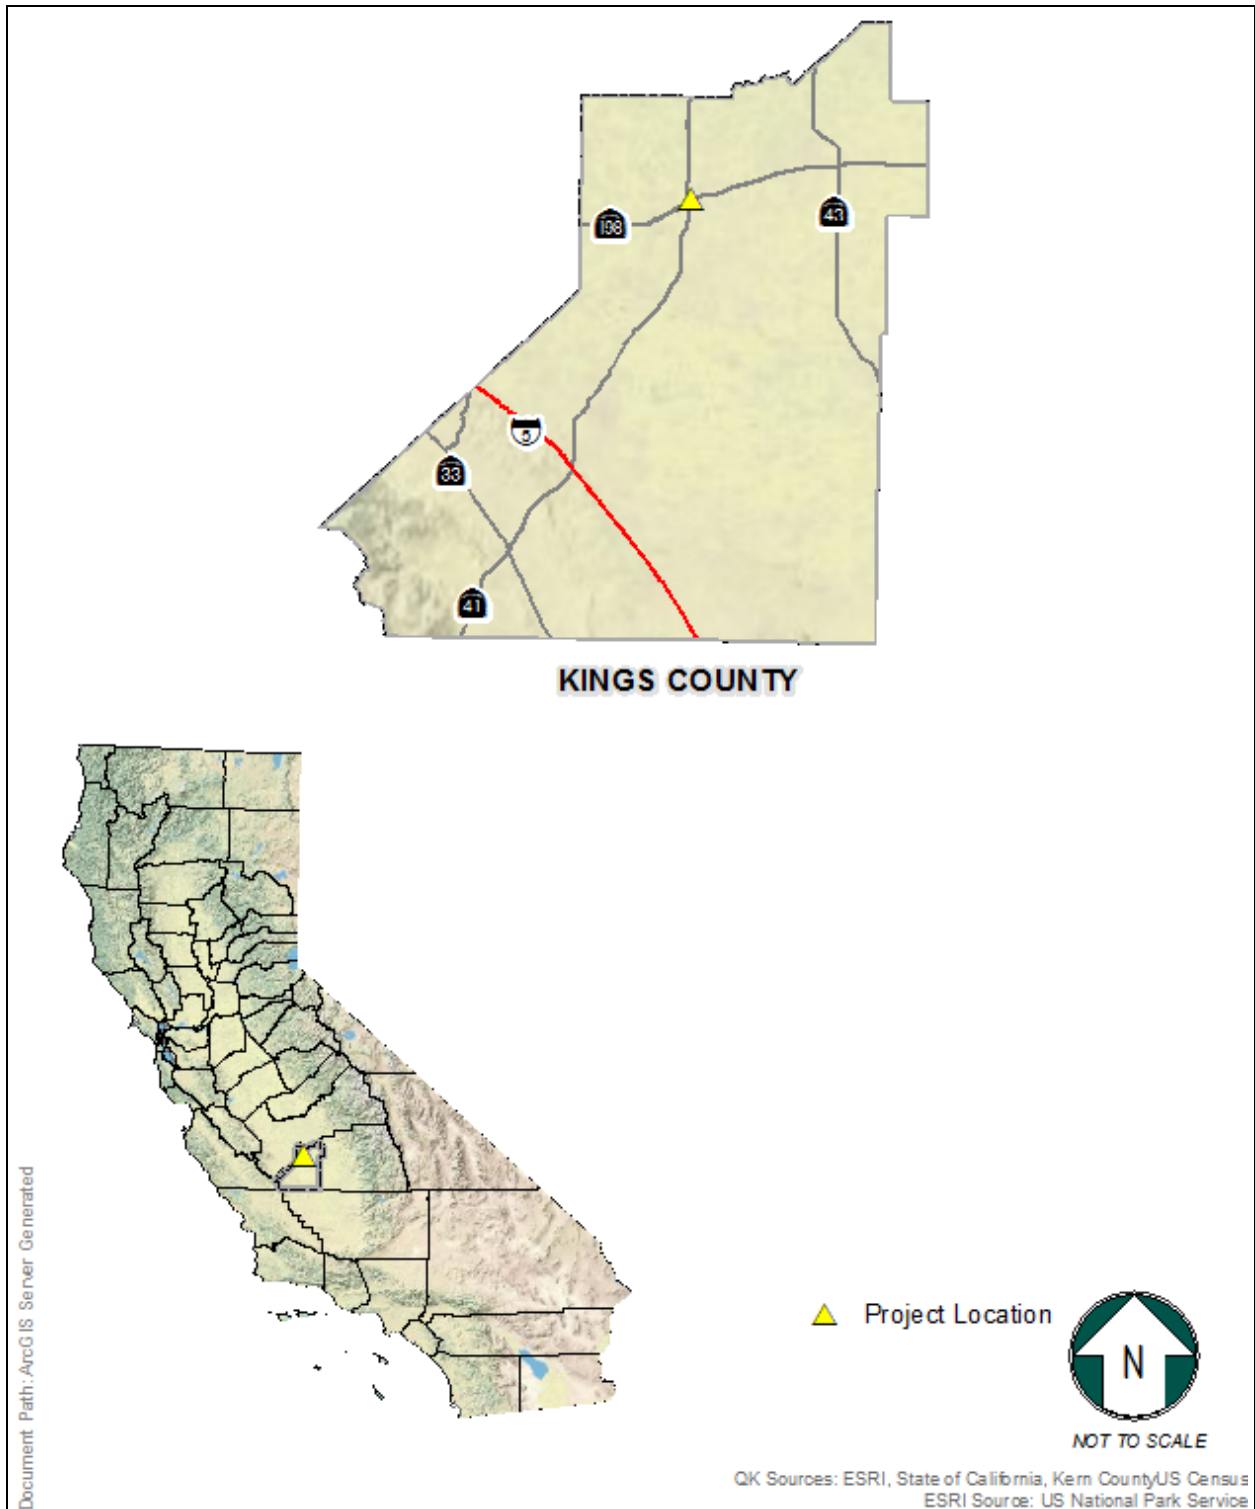 198
43
5
33
41
KINGS COUNTY
Project Location
N
NOT TO SCALE
QK Sources: ESRI, State of California, Kern CountyUS Census
ESRI Source: US National Park Service
Document Path: ArcGIS Server Generated